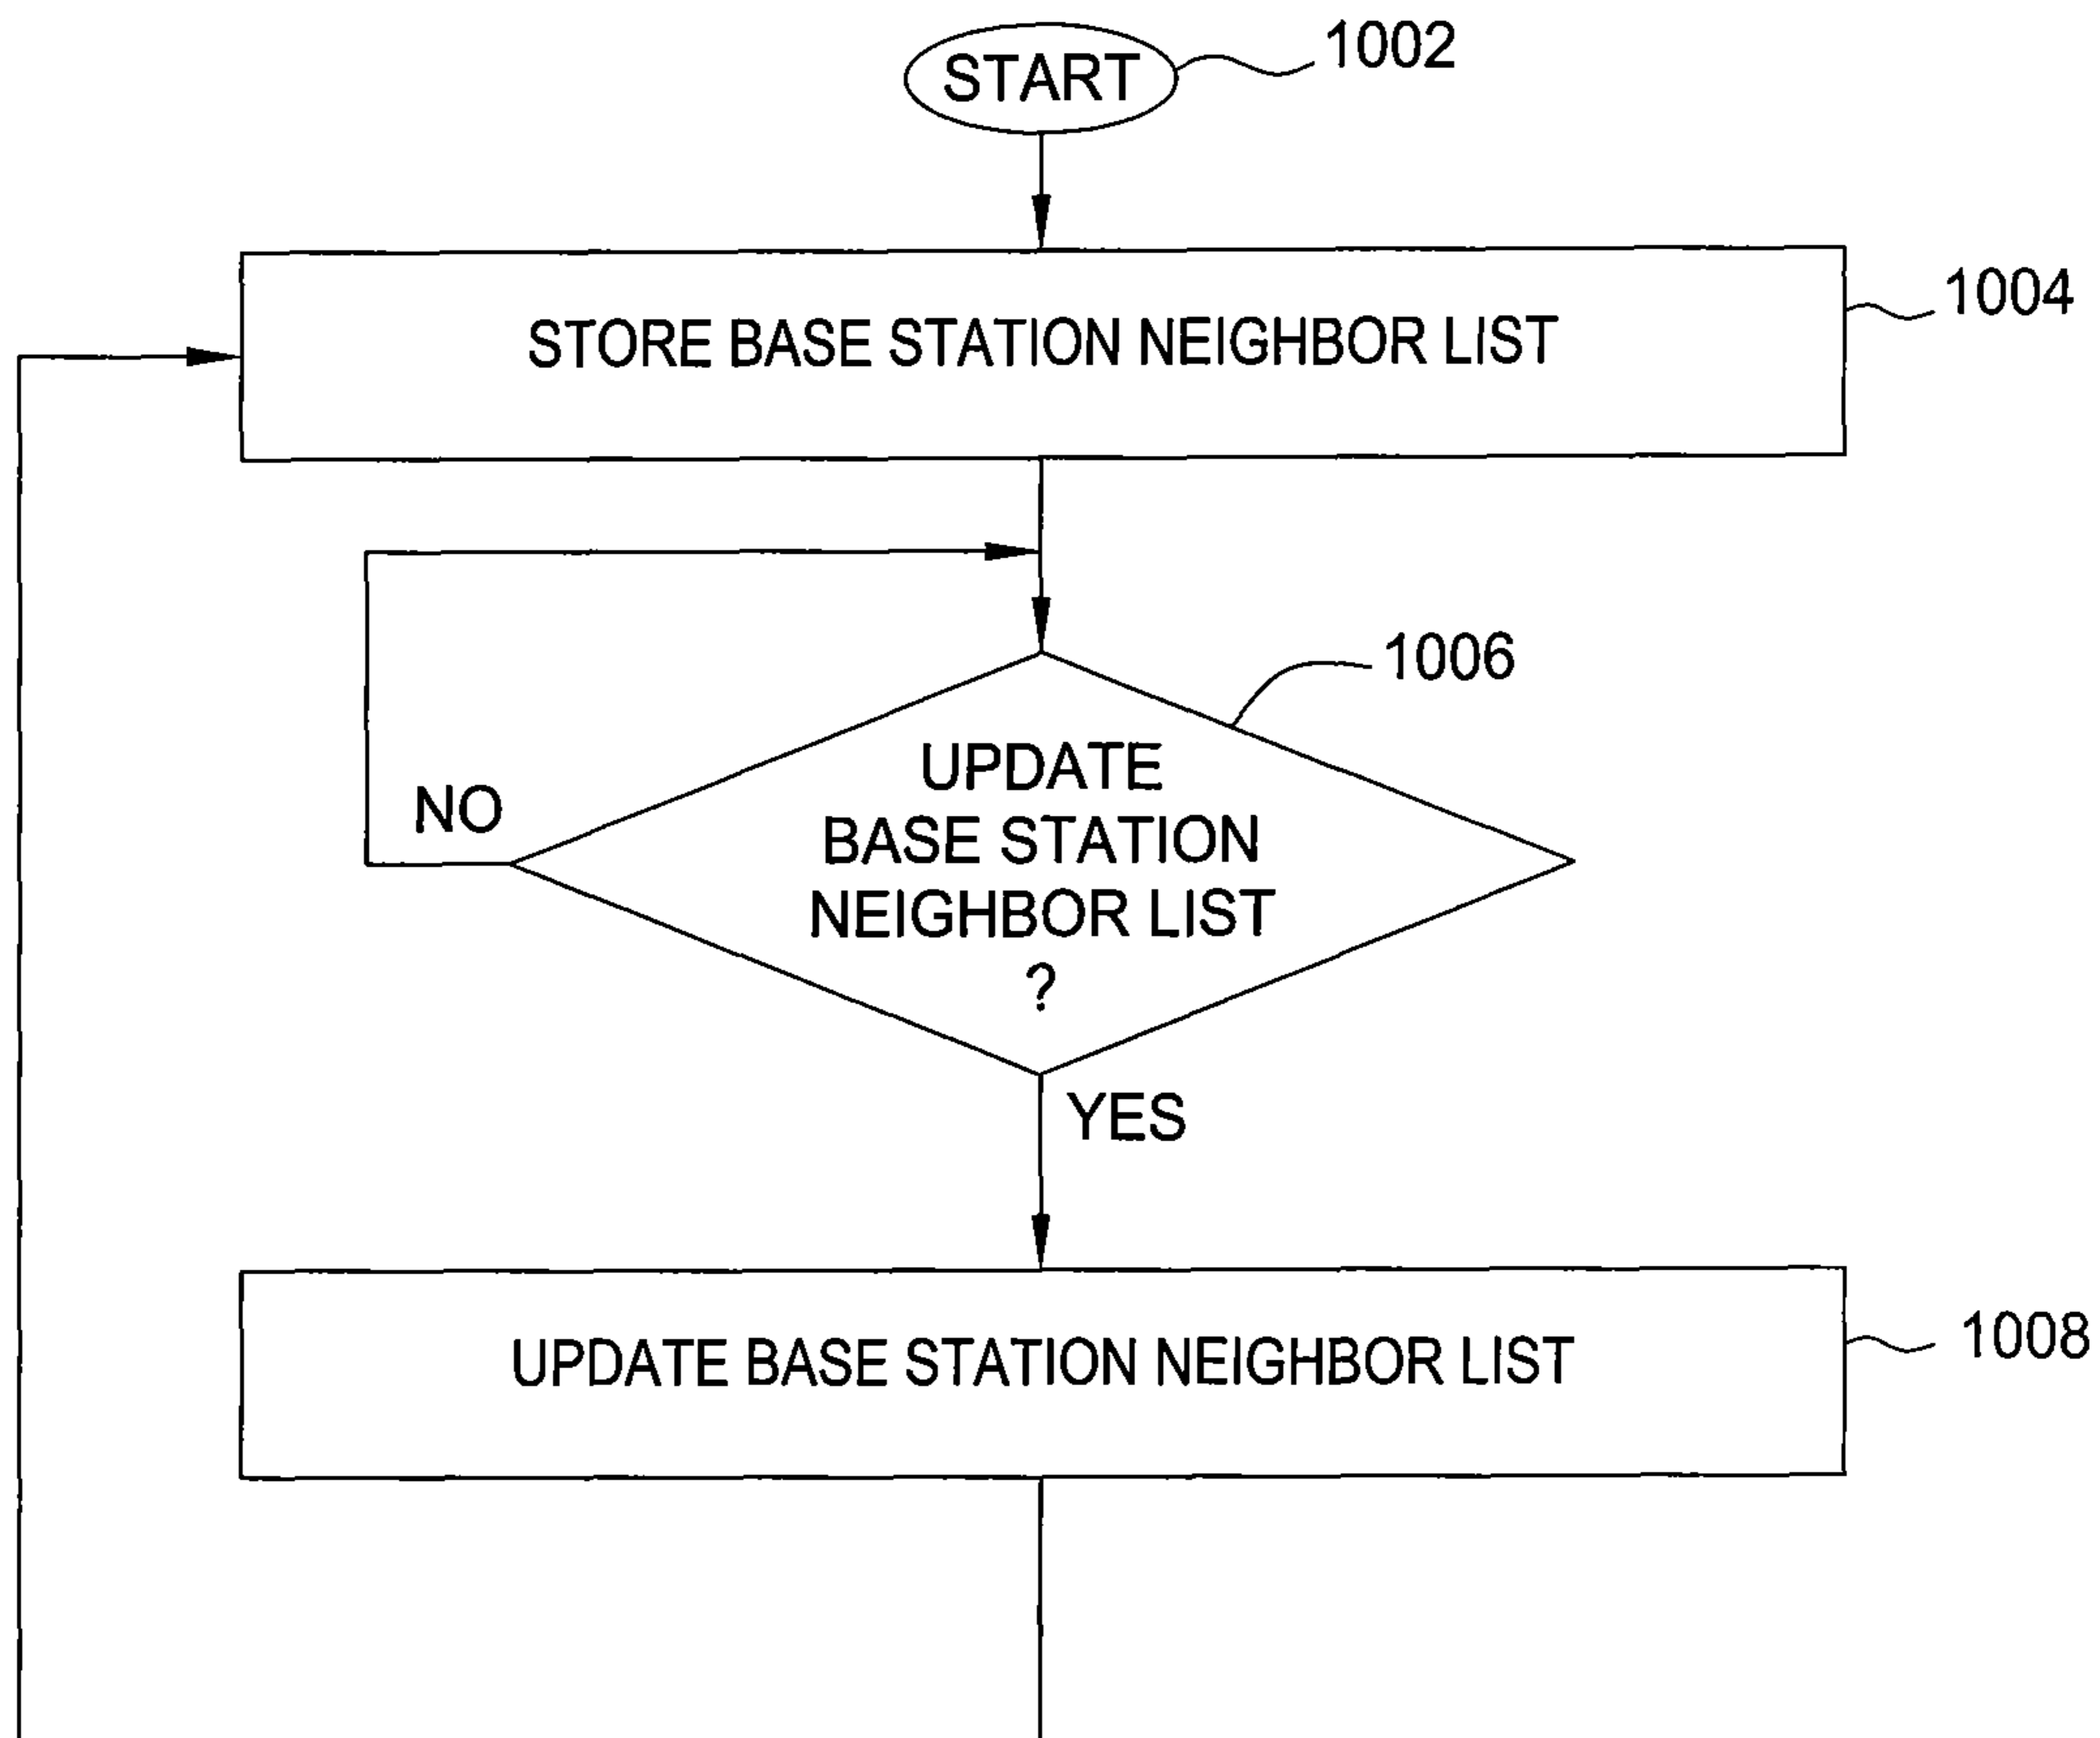 START
1002
STORE BASE STATION NEIGHBOR LIST
1004
1006
UPDATE
BASE STATION
NEIGHBOR LIST
?
NO
YES
UPDATE BASE STATION NEIGHBOR LIST
1008